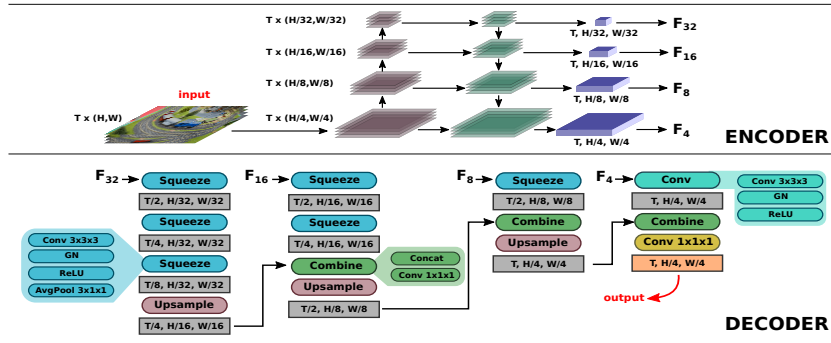 T x (H/32,W/32)
T, H/32, W/32
F32
T x (H/16,W/16)
T, H/16, W/16
F16
T x (H/8,W/8)
T, H/8, W/8
F8
input
T x (H,W)
T x (H/4,W/4)
T, H/4, W/4
F4
ENCODER
F32
Squeeze
T/2, H/32, W/32
Squeeze
T/4, H/32, W/32
Squeeze
T/8, H/32, W/32
Upsample
T/4, H/16, W/16
Conv 3x3x3
GN
ReLU
AvgPool 3x1x1
F16
Squeeze
T/2, H/16, W/16
Squeeze
T/4, H/16, W/16
Combine
Upsample
T/2, H/8, W/8
Concat
Conv 1x1x1
F8
Squeeze
T/2, H/8, W/8
Combine
Upsample
T, H/4, W/4
F4
Conv
T, H/4, W/4
Combine
Conv 1x1x1
T, H/4, W/4
output
Conv 3x3x3
GN
ReLU
DECODER